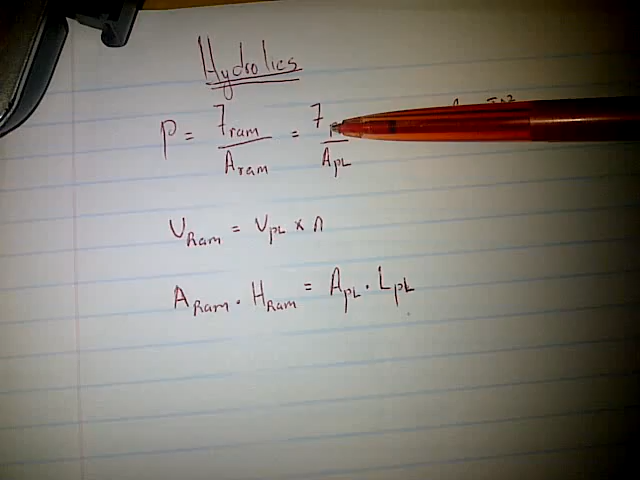 Hydrolics
P = Fram / Aram = F / ApL
VRam = VpL × n
ARam . HRam = ApL . LpL